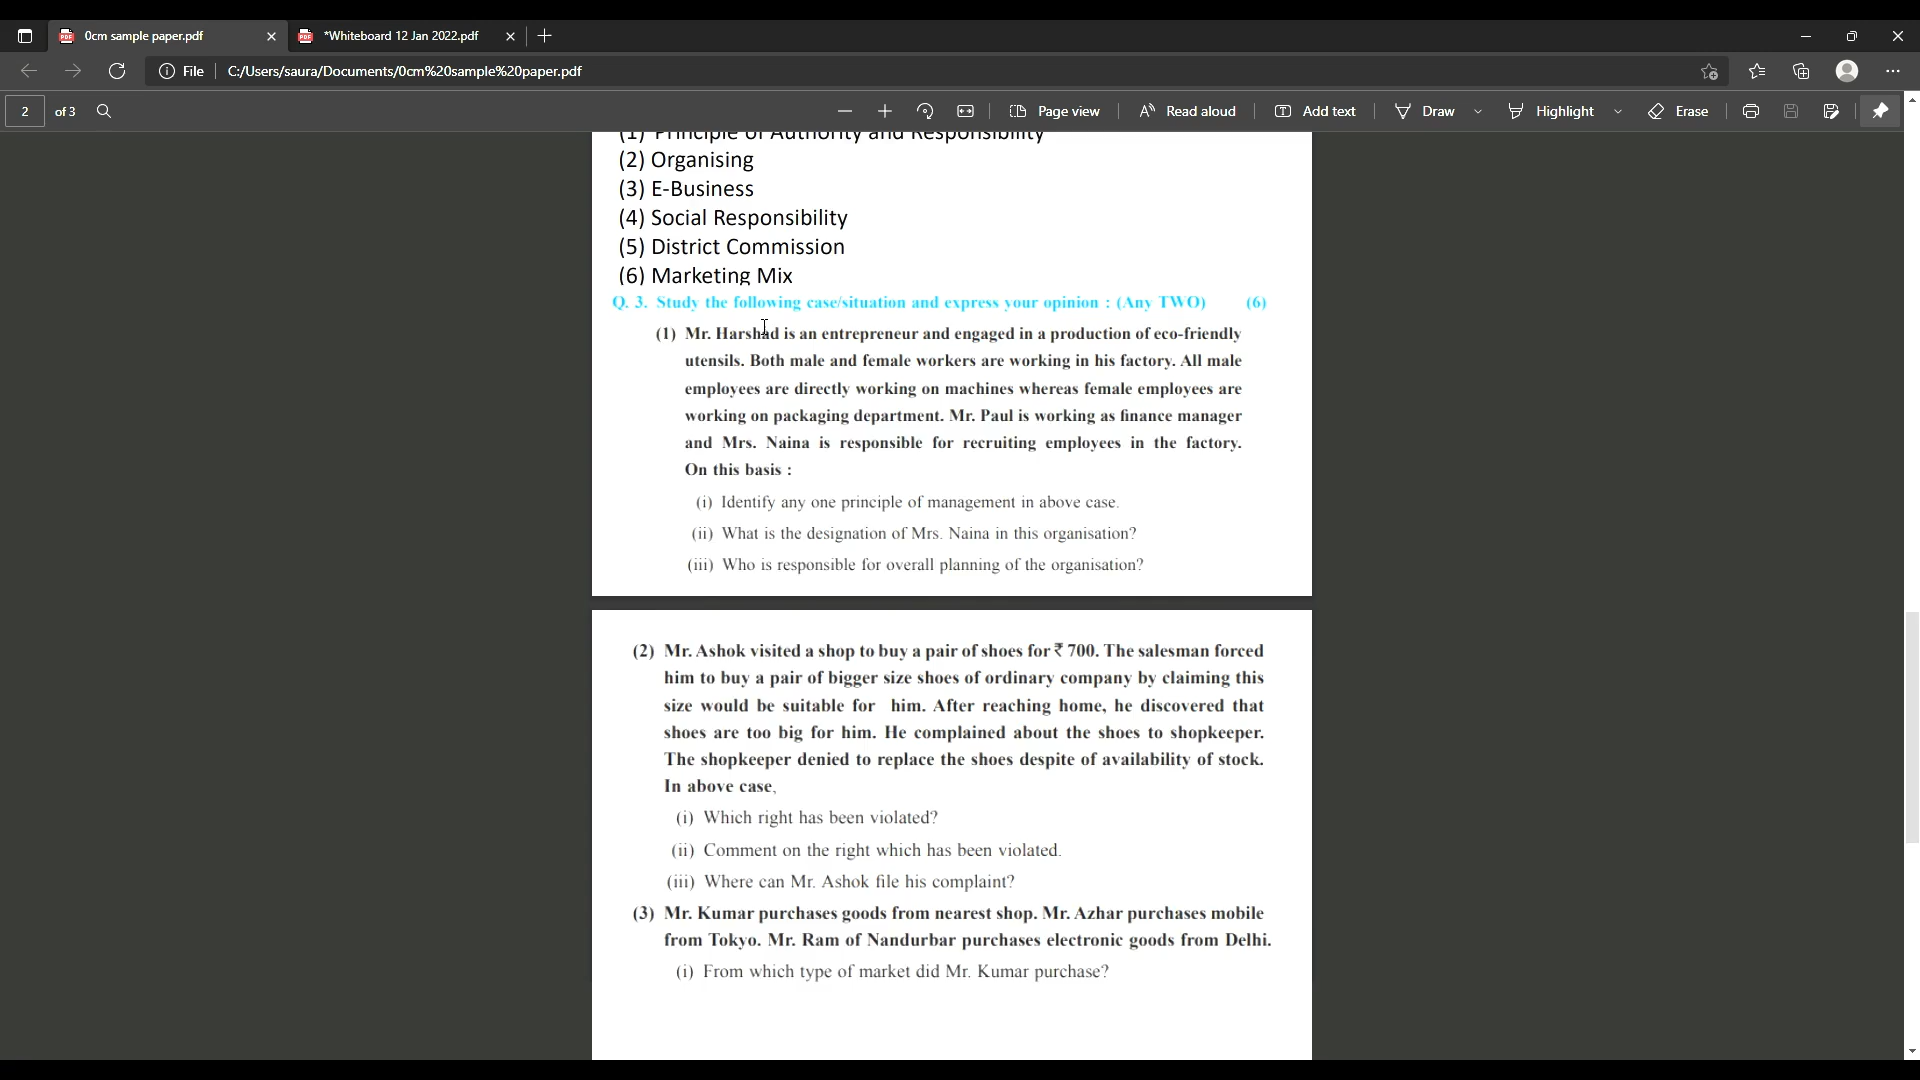 0cm sample paper.pdf
*Whiteboard 12 Jan 2022.pdf
File
C:/Users/saura/Documents/0cm%20sample%20paper.pdf
2 of 3
Page view
Read aloud
Add text
Draw
Highlight
Erase
(1) Principle of Authority and Responsibility
(2) Organising
(3) E-Business
(4) Social Responsibility
(5) District Commission
(6) Marketing Mix
Q. 3. Study the following case/situation and express your opinion : (Any TWO) (6)
(1) Mr. Harshad is an entrepreneur and engaged in a production of eco-friendly
utensils. Both male and female workers are working in his factory. All male
employees are directly working on machines whereas female employees are
working on packaging department. Mr. Paul is working as finance manager
and Mrs. Naina is responsible for recruiting employees in the factory.
On this basis :
(i) Identify any one principle of management in above case.
(ii) What is the designation of Mrs. Naina in this organisation?
(iii) Who is responsible for overall planning of the organisation?
(2) Mr. Ashok visited a shop to buy a pair of shoes for ₹ 700. The salesman forced
him to buy a pair of bigger size shoes of ordinary company by claiming this
size would be suitable for him. After reaching home, he discovered that
shoes are too big for him. He complained about the shoes to shopkeeper.
The shopkeeper denied to replace the shoes despite of availability of stock.
In above case,
(i) Which right has been violated?
(ii) Comment on the right which has been violated.
(iii) Where can Mr. Ashok file his complaint?
(3) Mr. Kumar purchases goods from nearest shop. Mr. Azhar purchases mobile
from Tokyo. Mr. Ram of Nandurbar purchases electronic goods from Delhi.
(i) From which type of market did Mr. Kumar purchase?